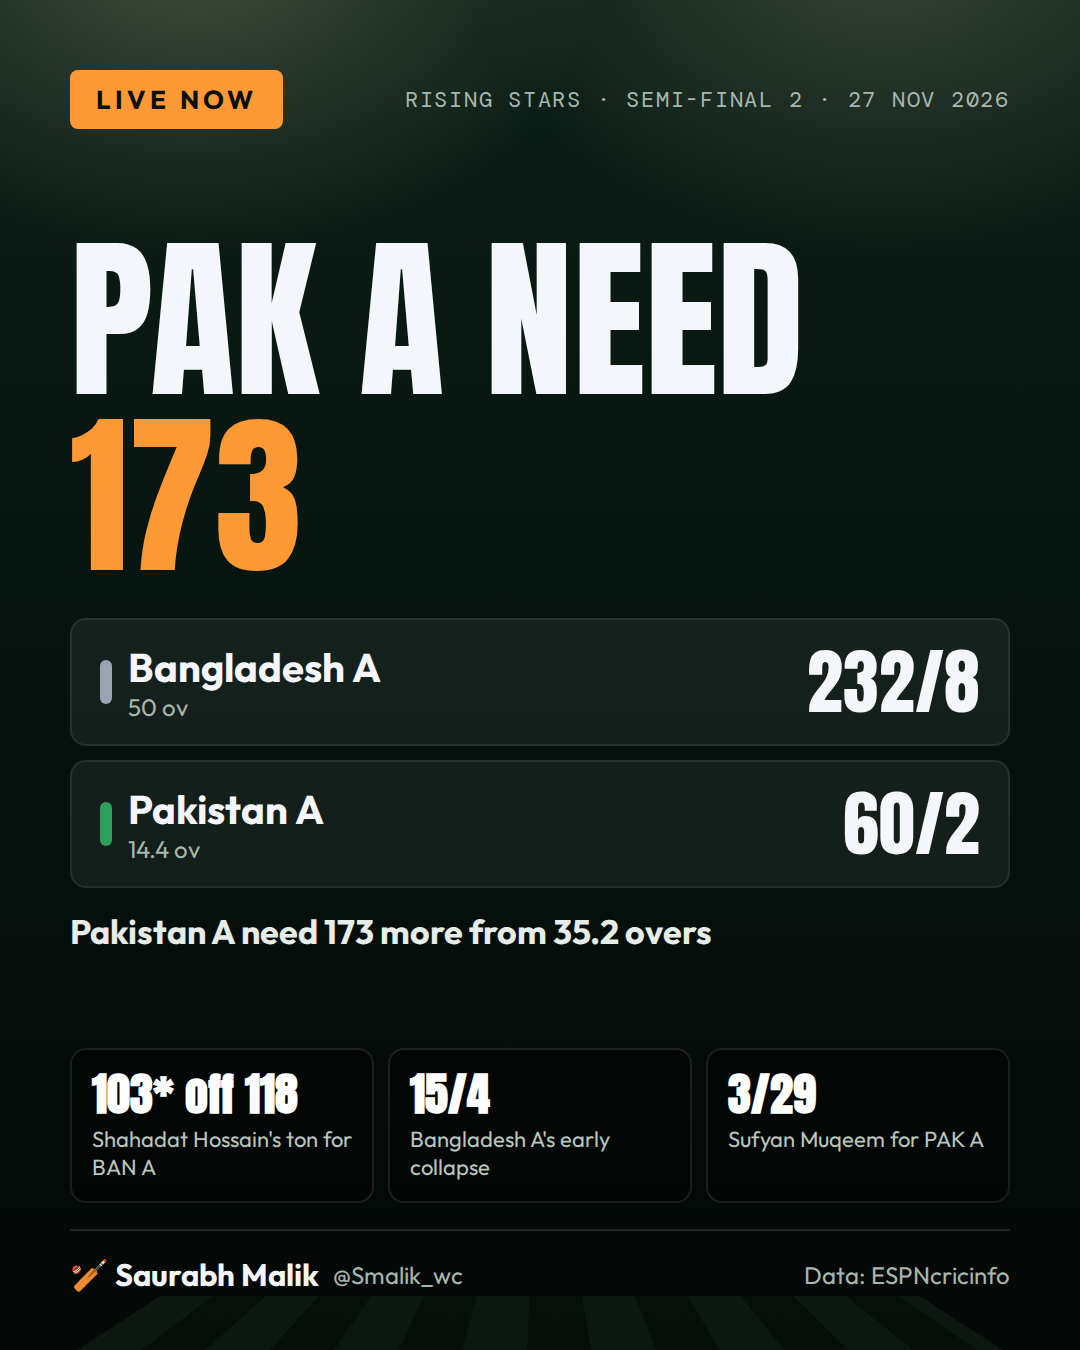 LIVE NOW
RISING STARS · SEMI-FINAL 2 · 27 NOV 2026
PAK A NEED
173
Bangladesh A
50 ov
232/8
Pakistan A
14.4 ov
60/2
Pakistan A need 173 more from 35.2 overs
103* off 118
Shahadat Hossain's ton for
BAN A
15/4
Bangladesh A's early
collapse
3/29
Sufyan Muqeem for PAK A
Saurabh Malik @Smalik_wc
Data: ESPNcricinfo